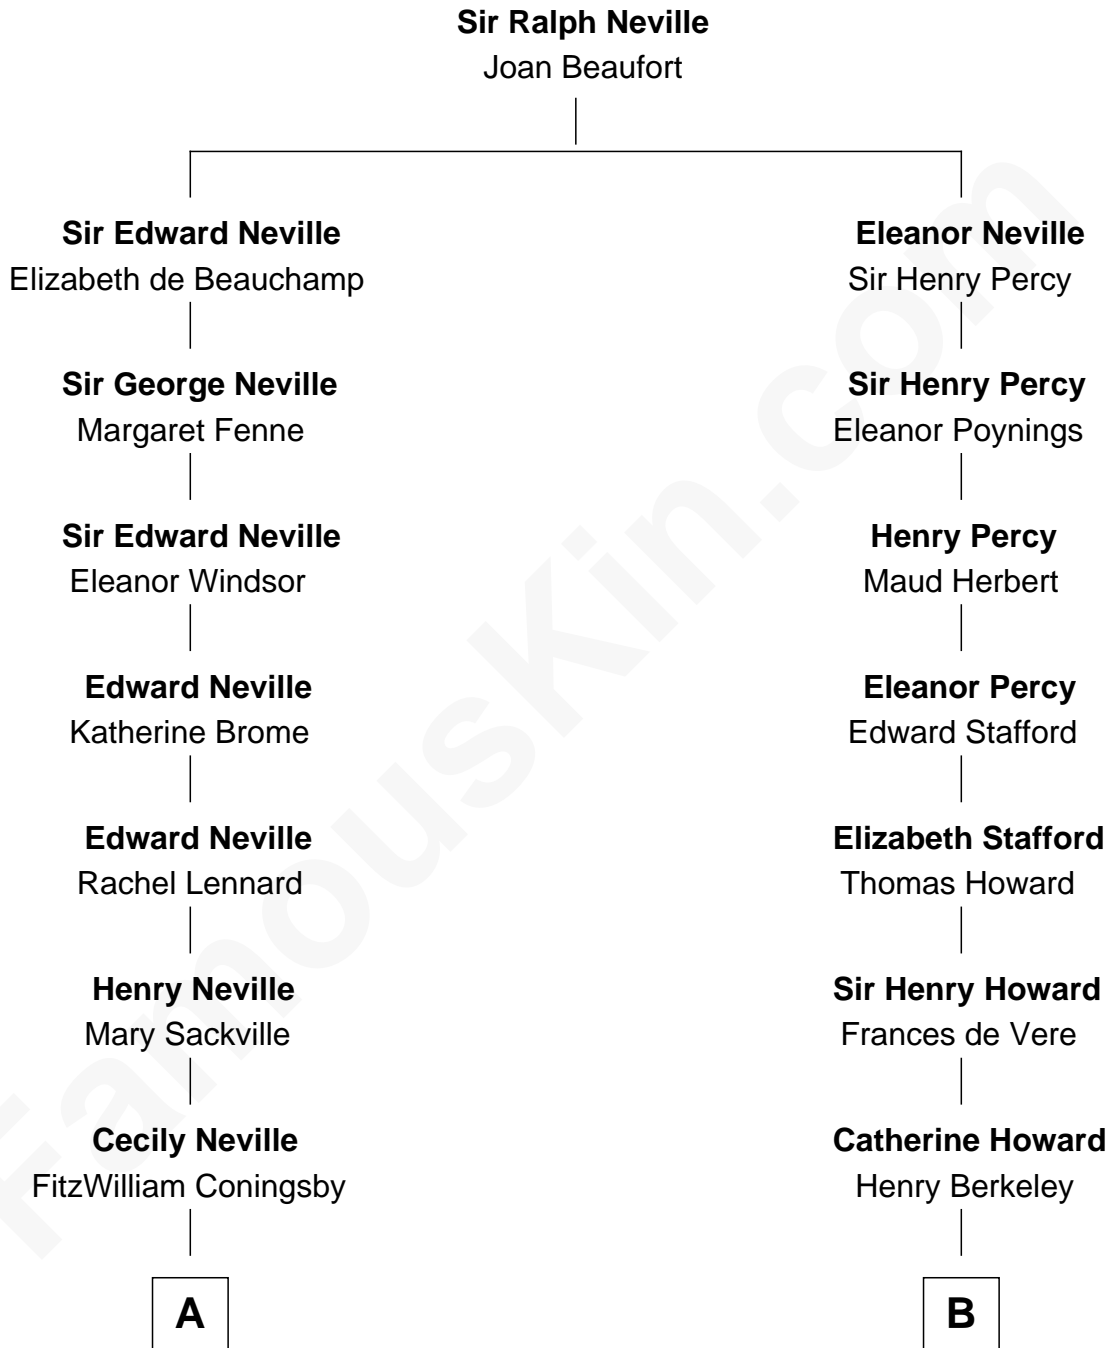 Sir Ralph Neville
Joan Beaufort
Sir Edward Neville
Elizabeth de Beauchamp
Eleanor Neville
Sir Henry Percy
Sir George Neville
Margaret Fenne
Sir Henry Percy
Eleanor Poynings
Sir Edward Neville
Eleanor Windsor
Henry Percy
Maud Herbert
Edward Neville
Katherine Brome
Eleanor Percy
Edward Stafford
Edward Neville
Rachel Lennard
Elizabeth Stafford
Thomas Howard
Henry Neville
Mary Sackville
Sir Henry Howard
Frances de Vere
Cecily Neville
FitzWilliam Coningsby
Catherine Howard
Henry Berkeley
A
B
FamousKin.com